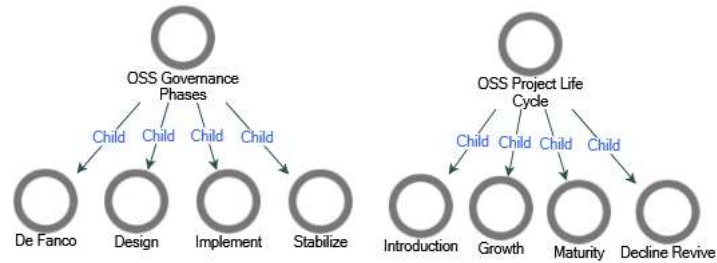 OSS Governance
Phases
Child Child Child Child
De Fanco Design Implement Stabilize
OSS Project Life
Cycle
Child Child Child Child
Introduction Growth Maturity Decline Revive